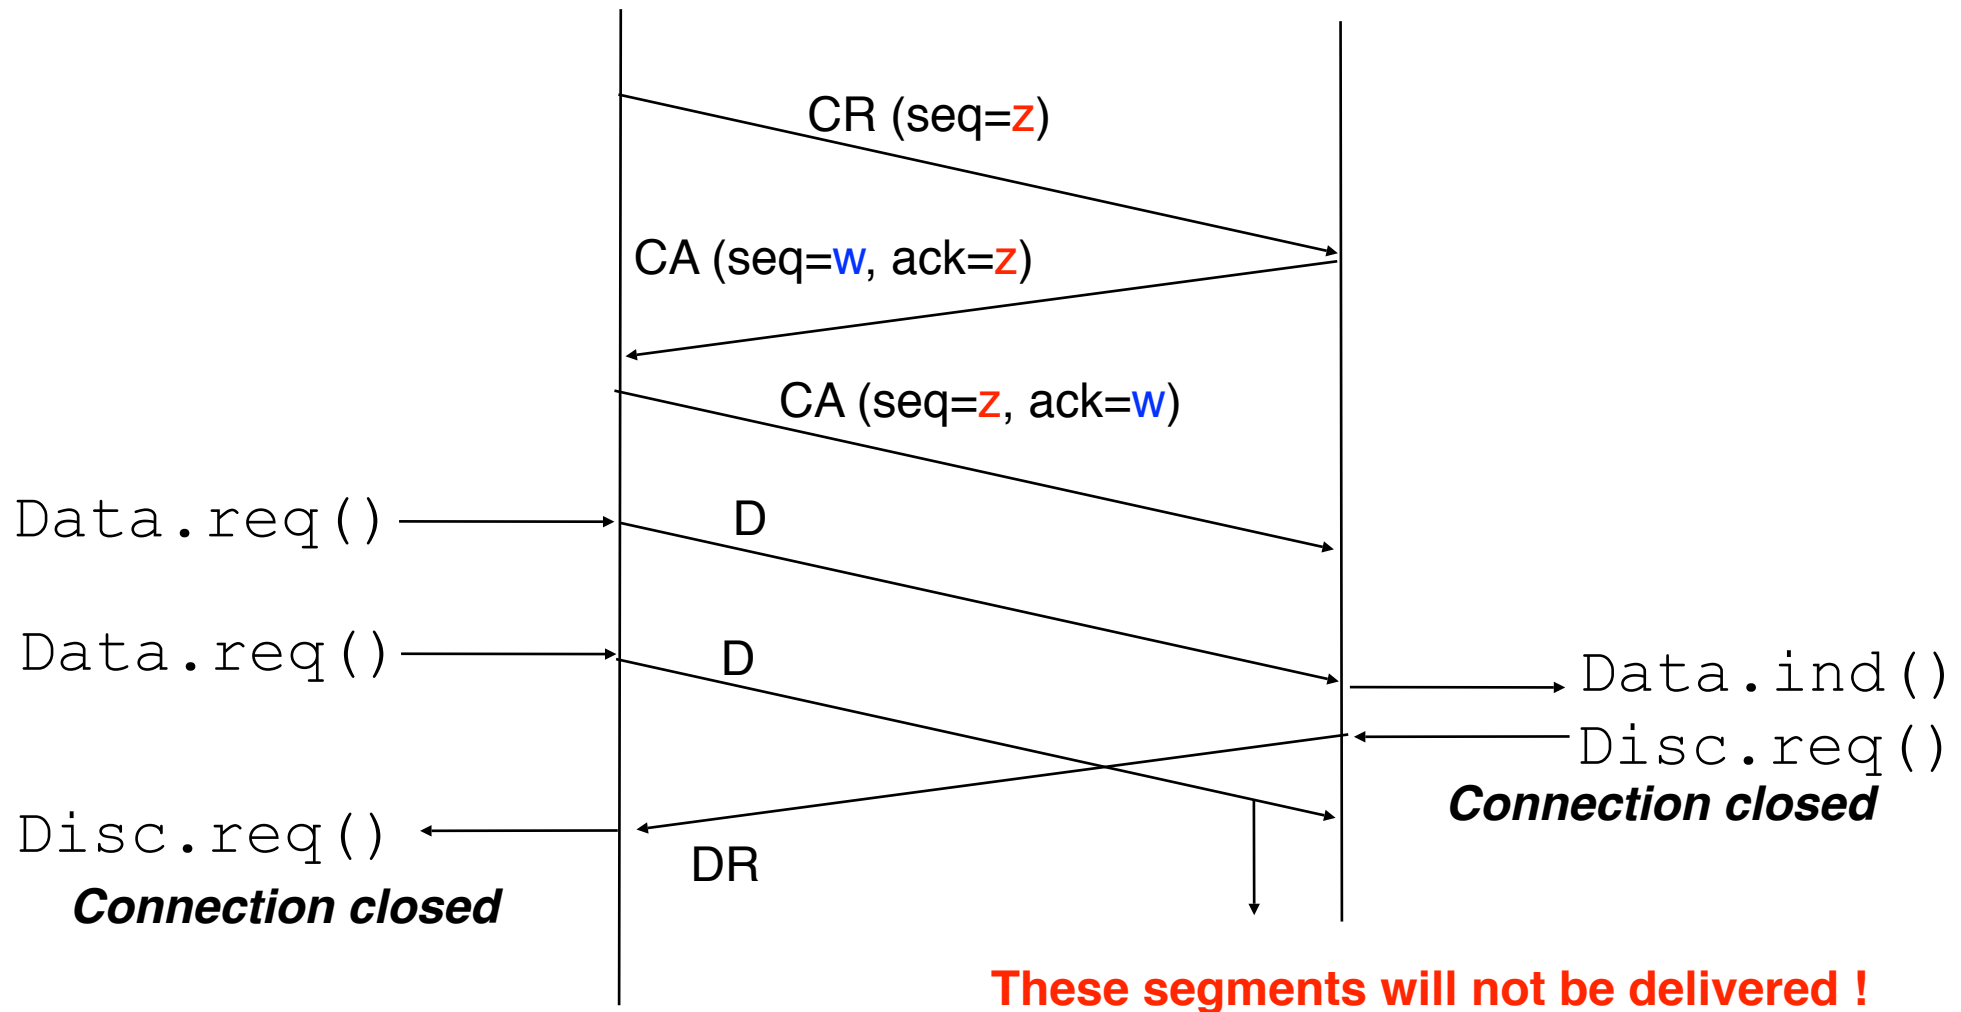 CR (seq=z)
CA (seq=w, ack=z)
CA (seq=z, ack=w)
Data.req()
D
Data.req()
D
Data.ind()
Disc.req()
Connection closed
Disc.req()
DR
Connection closed
These segments will not be delivered !